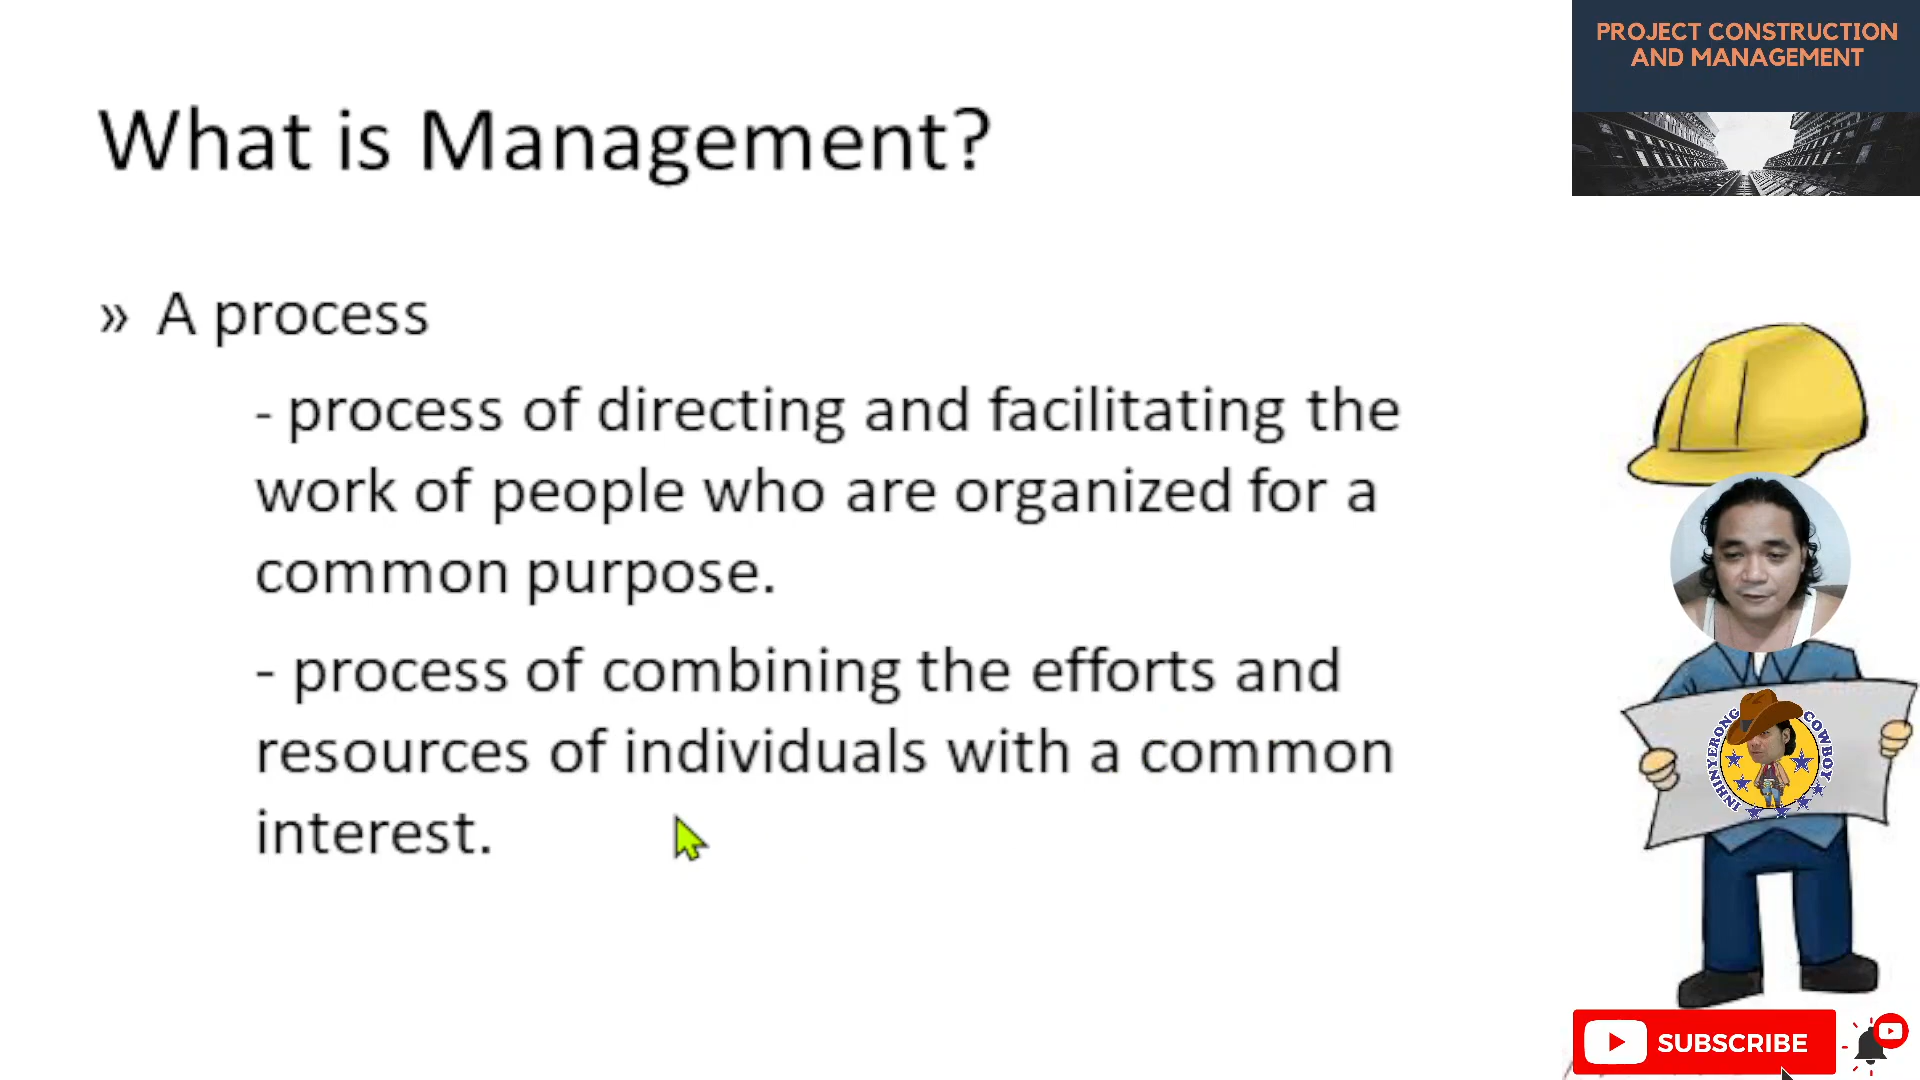 PROJECT CONSTRUCTION
AND MANAGEMENT
What is Management?
» A process
- process of directing and facilitating the
work of people who are organized for a
common purpose.
- process of combining the efforts and
resources of individuals with a common
interest.
INHINYERONG COWBOY
SUBSCRIBE